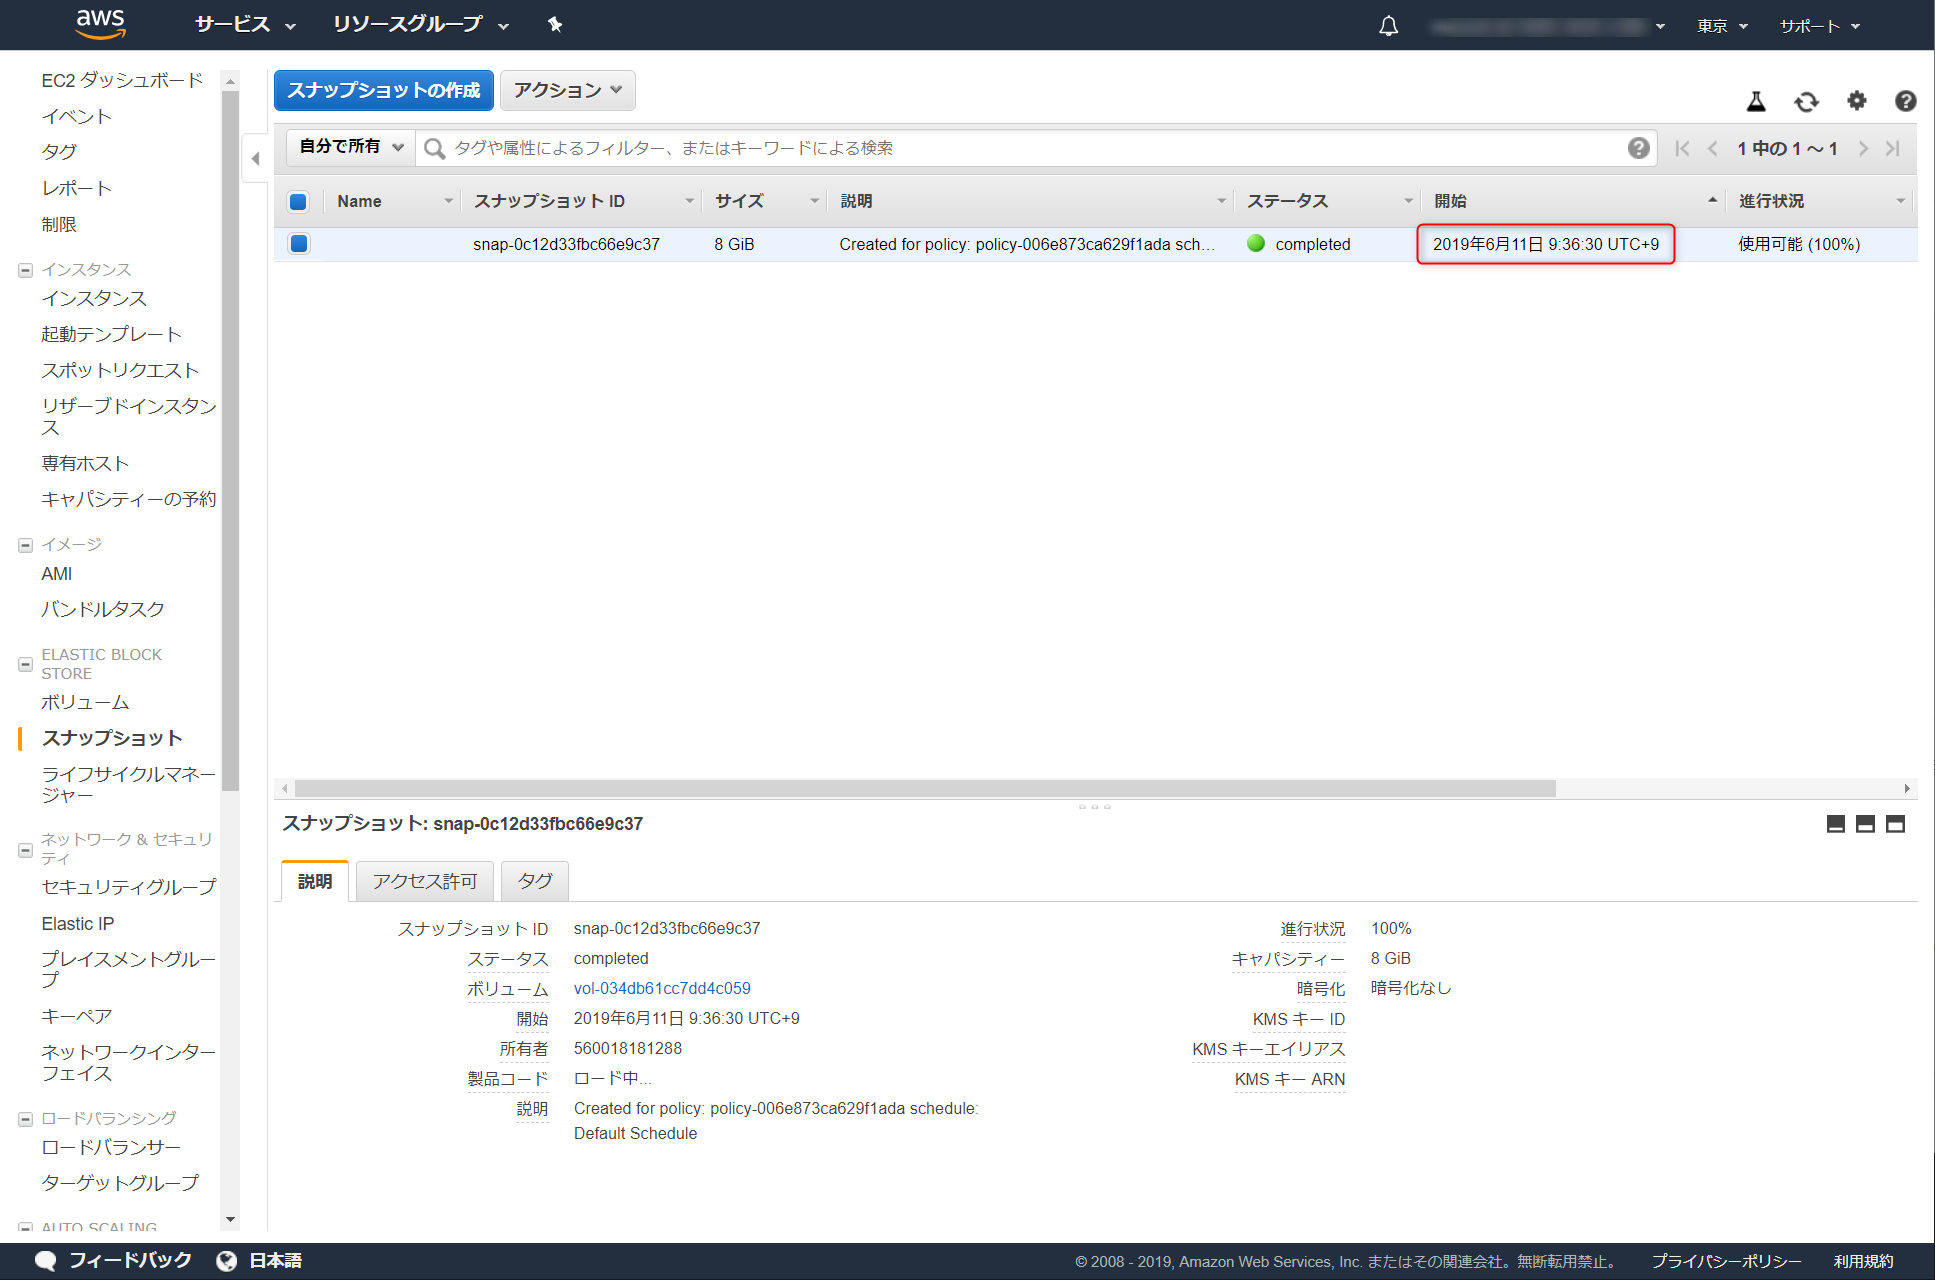 aws サービス リソースグループ 東京 サポート
EC2 ダッシュボード
イベント
タグ
レポート
制限
インスタンス
インスタンス
起動テンプレート
スポットリクエスト
リザーブドインスタン
ス
専有ホスト
キャパシティーの予約
イメージ
AMI
バンドルタスク
ELASTIC BLOCK
STORE
ボリューム
スナップショット
ライフサイクルマネー
ジャー
ネットワーク & セキュリ
ティ
セキュリティグループ
Elastic IP
プレイスメントグルー
プ
キーペア
ネットワークインター
フェイス
ロードバランシング
ロードバランサー
ターゲットグループ
AUTO SCALING
スナップショットの作成 アクション
自分で所有 タグや属性によるフィルター、またはキーワードによる検索 1 中の 1 ～ 1
Name スナップショット ID サイズ 説明 ステータス 開始 進行状況
snap-0c12d33fbc66e9c37 8 GiB Created for policy: policy-006e873ca629f1ada sch... completed 2019年6月11日 9:36:30 UTC+9 使用可能 (100%)
スナップショット: snap-0c12d33fbc66e9c37
説明 アクセス許可 タグ
スナップショット ID snap-0c12d33fbc66e9c37 進行状況 100%
ステータス completed キャパシティー 8 GiB
ボリューム vol-034db61cc7dd4c059 暗号化 暗号化なし
開始 2019年6月11日 9:36:30 UTC+9 KMS キー ID
所有者 560018181288 KMS キーエイリアス
製品コード ロード中... KMS キー ARN
説明 Created for policy: policy-006e873ca629f1ada schedule:
Default Schedule
フィードバック 日本語 © 2008 - 2019, Amazon Web Services, Inc. またはその関連会社。無断転用禁止。 プライバシーポリシー 利用規約